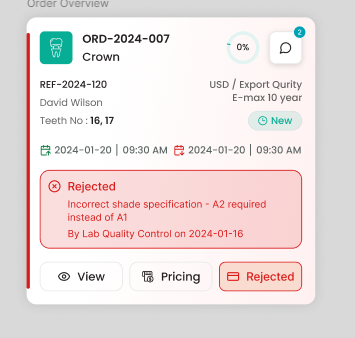 Order Overview
ORD-2024-007
Crown
0%
2
REF-2024-120
USD / Export Qurity
David Wilson
E-max 10 year
Teeth No : 16, 17
New
2024-01-20 | 09:30 AM
2024-01-20 | 09:30 AM
Rejected
Incorrect shade specification - A2 required
instead of A1
By Lab Quality Control on 2024-01-16
View
Pricing
Rejected